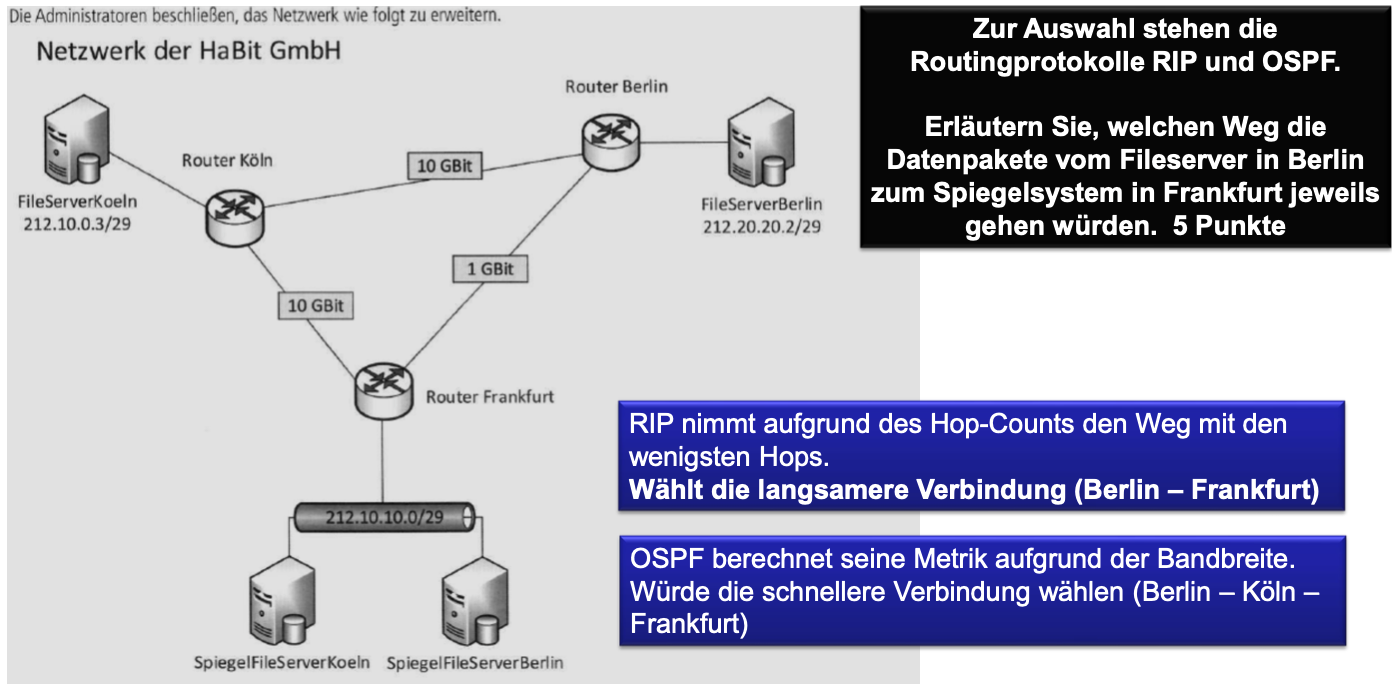 Die Administratoren beschließen, das Netzwerk wie folgt zu erweitern.
Netzwerk der HaBit GmbH
Router Berlin
Router Köln
10 GBit
FileServerKoeln
212.10.0.3/29
FileServerBerlin
212.20.20.2/29
1 GBit
10 GBit
Router Frankfurt
212.10.10.0/29
SpiegelFileServerKoeln
SpiegelFileServerBerlin
Zur Auswahl stehen die
Routingprotokolle RIP und OSPF.
Erläutern Sie, welchen Weg die
Datenpakete vom Fileserver in Berlin
zum Spiegelsystem in Frankfurt jeweils
gehen würden. 5 Punkte
RIP nimmt aufgrund des Hop-Counts den Weg mit den
wenigsten Hops.
Wählt die langsamere Verbindung (Berlin – Frankfurt)
OSPF berechnet seine Metrik aufgrund der Bandbreite.
Würde die schnellere Verbindung wählen (Berlin – Köln –
Frankfurt)